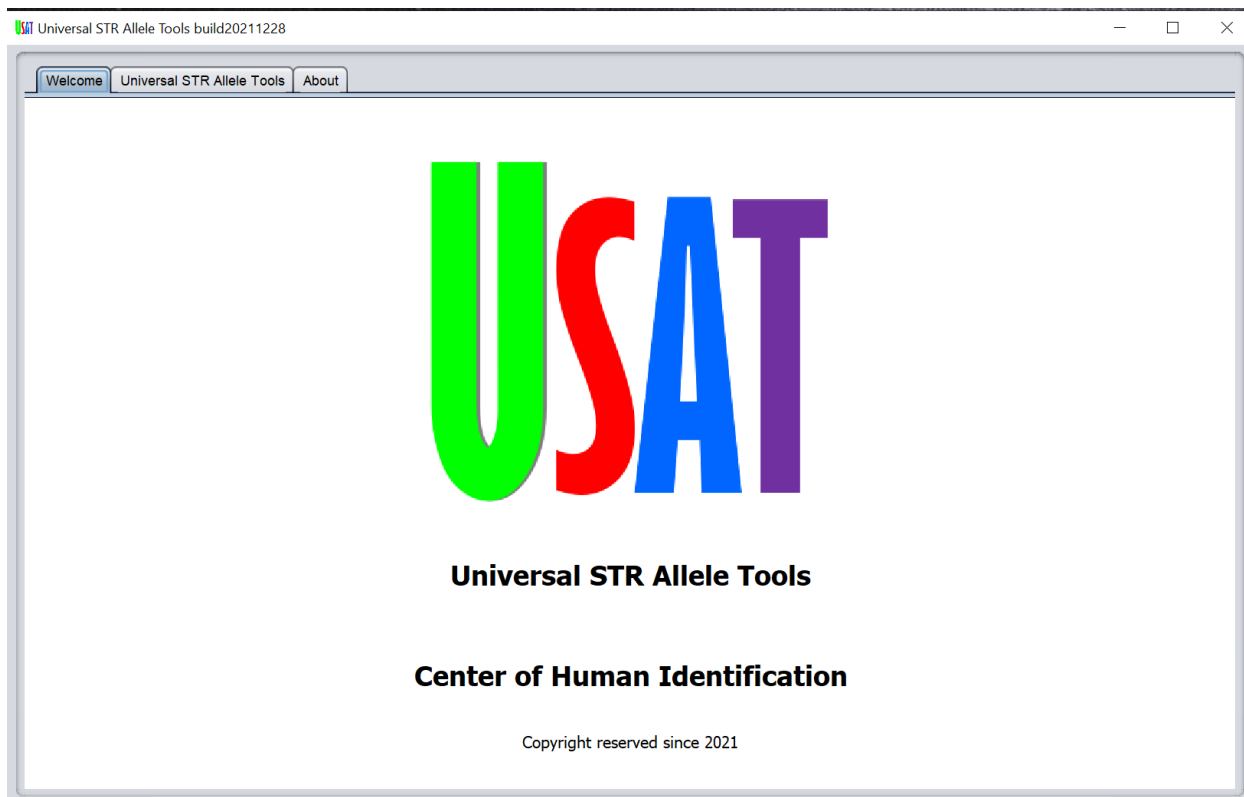 USAT Universal STR Allele Tools build20211228
Welcome Universal STR Allele Tools About
USAT
Universal STR Allele Tools
Center of Human Identification
Copyright reserved since 2021